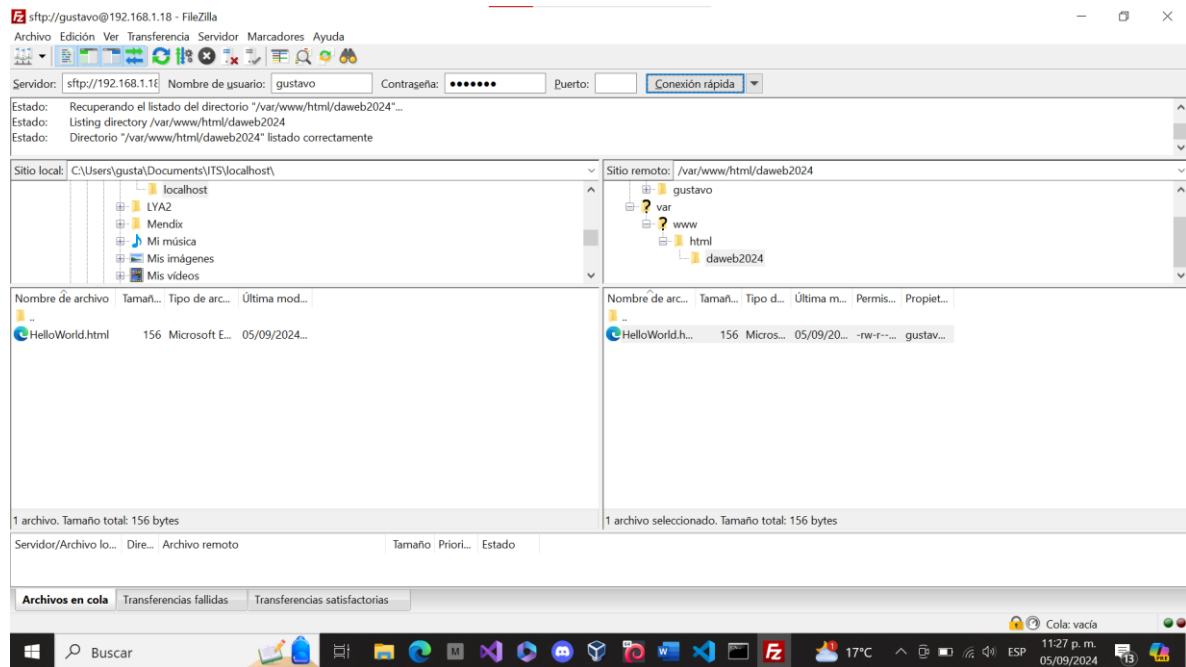 sftp://gustavo@192.168.1.18 - FileZilla
Archivo Edición Ver Transferencia Servidor Marcadores Ayuda
Servidor: sftp://192.168.1.18 Nombre de usuario: gustavo Contraseña: ●●●●●●● Puerto: Conexión rápida
Estado: Recuperando el listado del directorio "/var/www/html/daweb2024"...
Estado: Listing directory /var/www/html/daweb2024
Estado: Directorio "/var/www/html/daweb2024" listado correctamente
Sitio local: C:\Users\gusta\Documents\ITS\localhost\
localhost
LYA2
Mendix
Mi música
Mis imágenes
Mis vídeos
Sitio remoto: /var/www/html/daweb2024
gustavo
? var
? www
html
daweb2024
Nombre de archivo Tamañ... Tipo de arc... Última mod...
..
HelloWorld.html 156 Microsoft E... 05/09/2024...
1 archivo. Tamaño total: 156 bytes
Nombre de arc... Tamañ... Tipo d... Última m... Permis... Propiet...
..
HelloWorld.h... 156 Micros... 05/09/20... -rw-r--... gustav...
1 archivo seleccionado. Tamaño total: 156 bytes
Servidor/Archivo lo... Dire... Archivo remoto Tamaño Priori... Estado
Archivos en cola Transferencias fallidas Transferencias satisfactorias
Cola: vacía
Buscar 17°C ESP 11:27 p. m.
05/09/2024 13